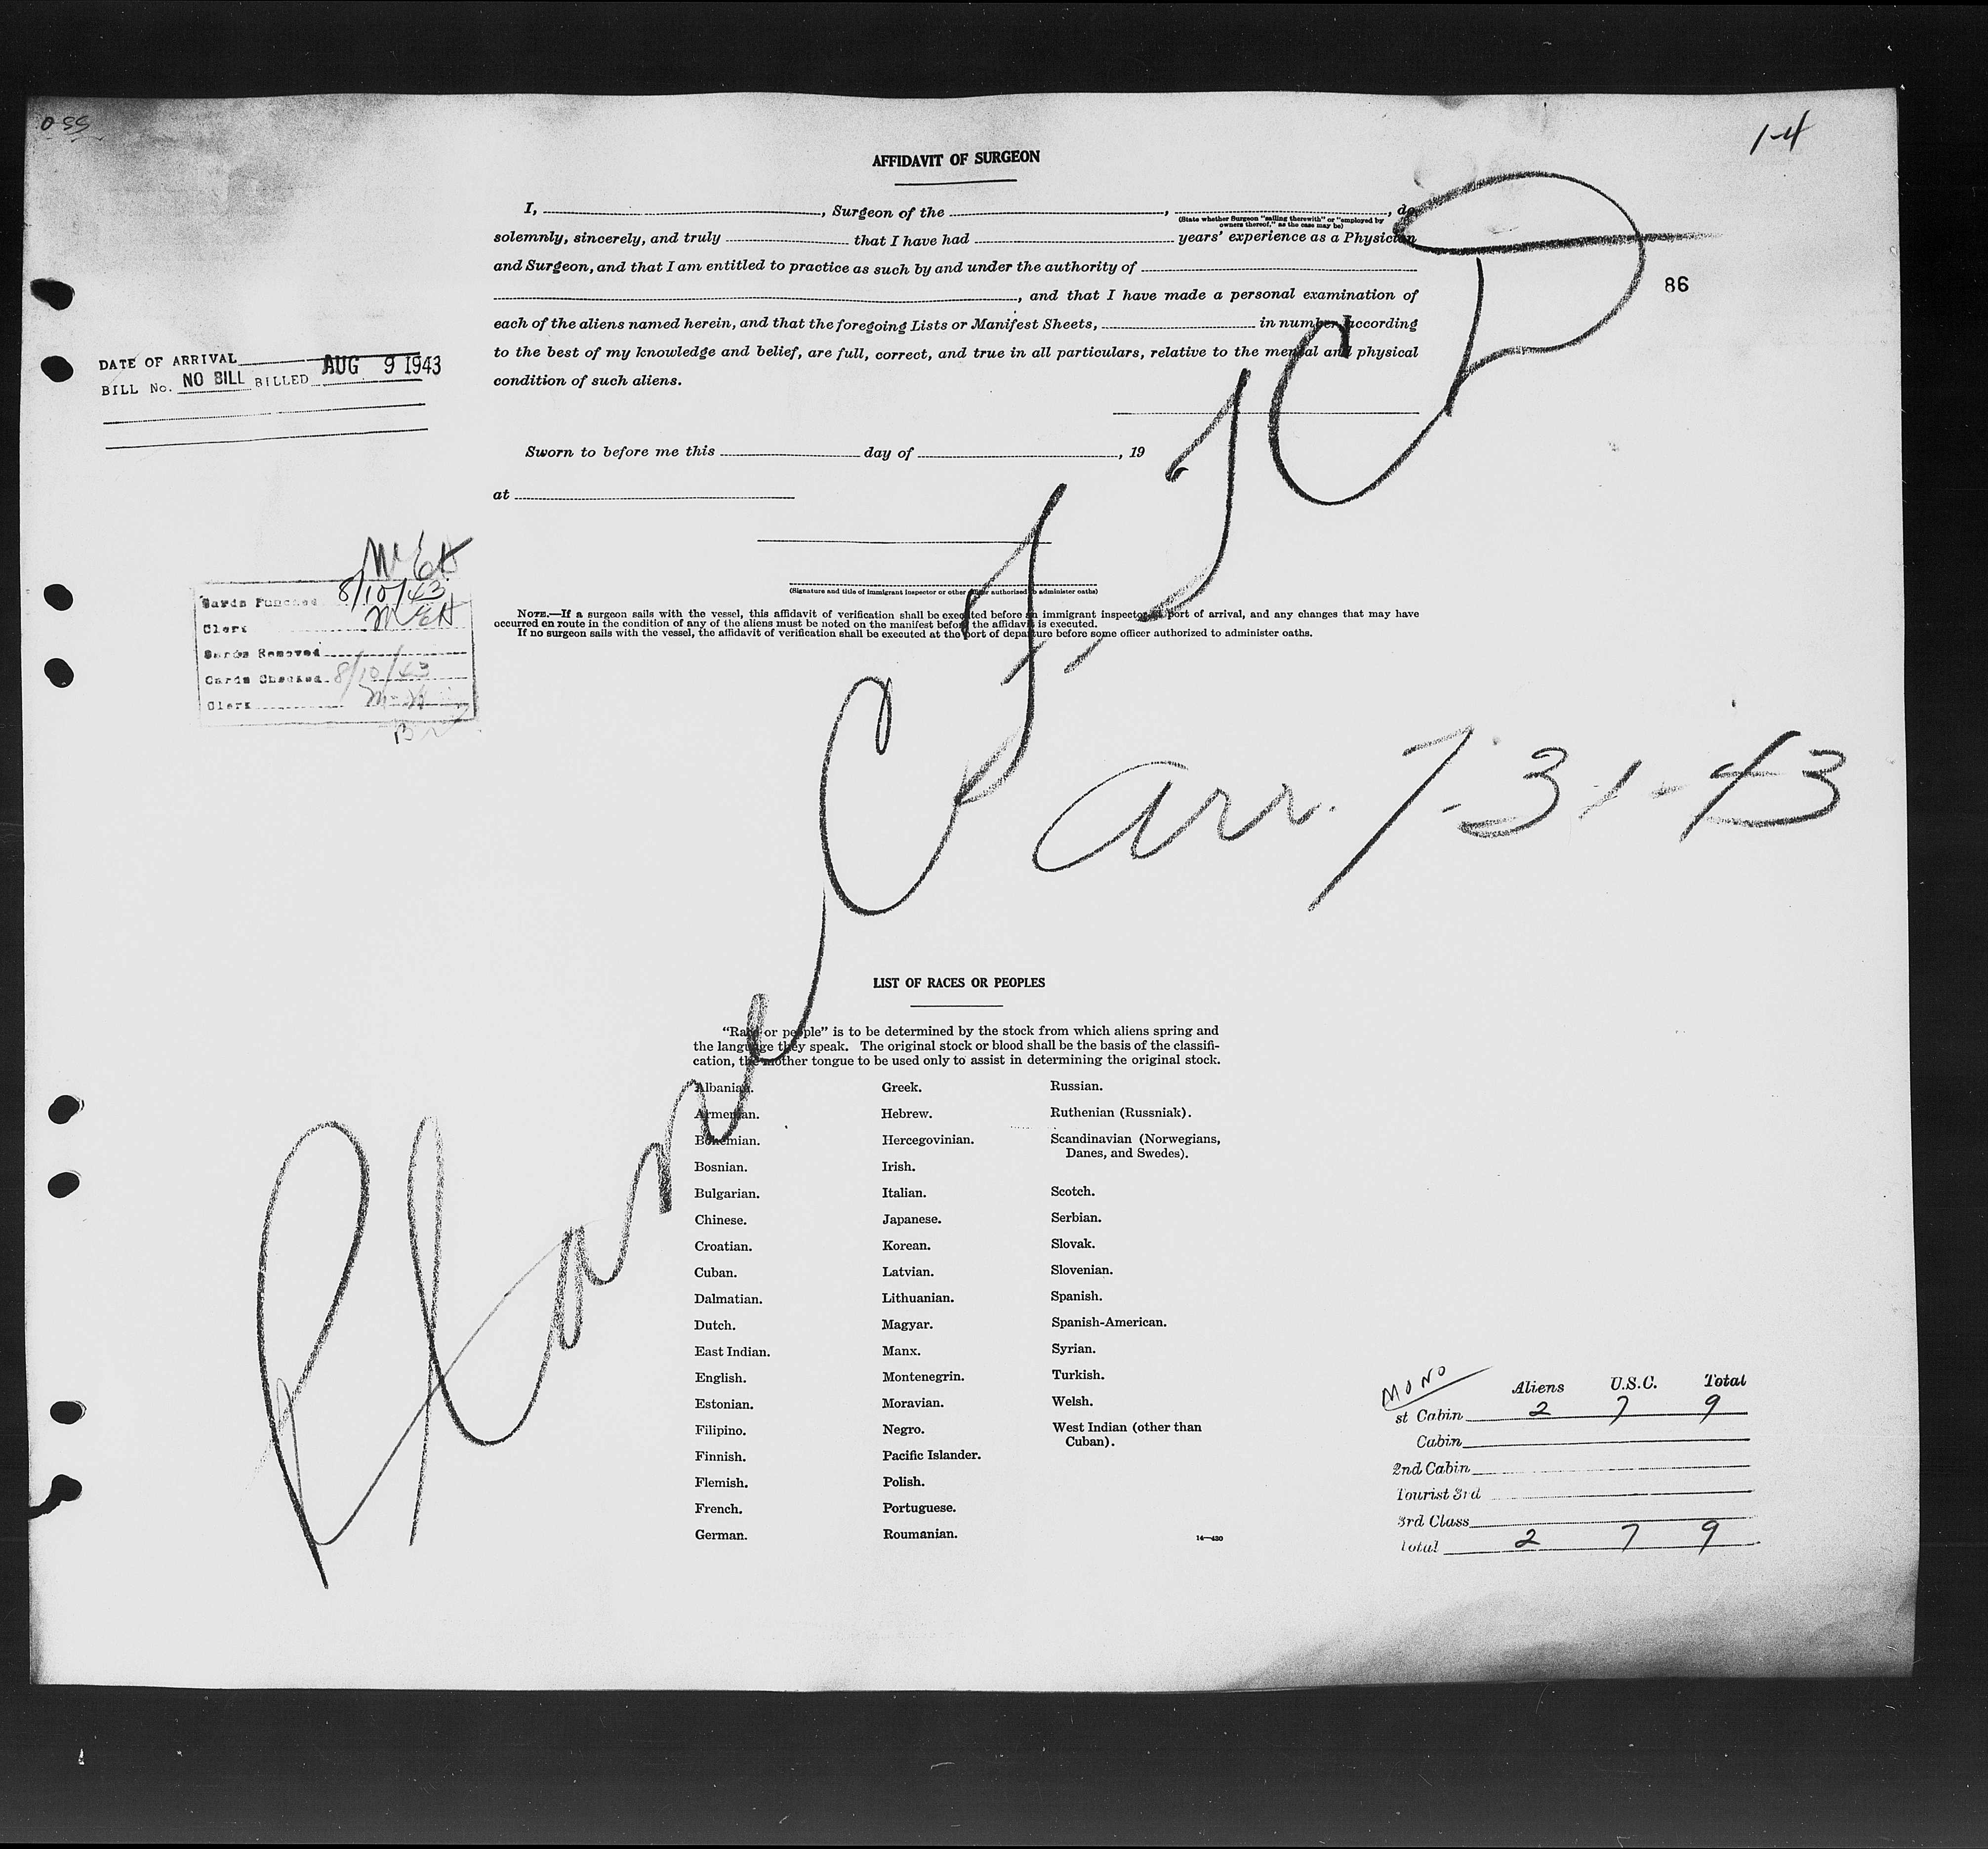 055
1-4
AFFIDAVIT OF SURGEON
I, , Surgeon of the , , do
(State whether Surgeon "sailing therewith" or "employed by
owners thereof," as the case may be)
solemnly, sincerely, and truly that I have had years' experience as a Physician
and Surgeon, and that I am entitled to practice as such by and under the authority of
, and that I have made a personal examination of
86
each of the aliens named herein, and that the foregoing Lists or Manifest Sheets, in number according
to the best of my knowledge and belief, are full, correct, and true in all particulars, relative to the mental and physical
condition of such aliens.
DATE OF ARRIVAL
BILL No. NO BILL BILLED AUG 9 1943
Sworn to before me this day of , 19
at
(Signature and title of immigrant inspector or other officer authorized to administer oaths)
NOTE.—If a surgeon sails with the vessel, this affidavit of verification shall be executed before an immigrant inspector at port of arrival, and any changes that may have
occurred en route in the condition of any of the aliens must be noted on the manifest before the affidavit is executed.
If no surgeon sails with the vessel, the affidavit of verification shall be executed at the port of departure before some officer authorized to administer oaths.
Cards Punched 8/10/43
Clerk
Cards Removed
Cards Checked 8/10/43
Clerk
Plane
arr. 7-31-43
LIST OF RACES OR PEOPLES
"Race or people" is to be determined by the stock from which aliens spring and
the language they speak. The original stock or blood shall be the basis of the classifi-
cation, the mother tongue to be used only to assist in determining the original stock.
Albanian.
Armenian.
Bohemian.
Bosnian.
Bulgarian.
Chinese.
Croatian.
Cuban.
Dalmatian.
Dutch.
East Indian.
English.
Estonian.
Filipino.
Finnish.
Flemish.
French.
German.
Greek.
Hebrew.
Hercegovinian.
Irish.
Italian.
Japanese.
Korean.
Latvian.
Lithuanian.
Magyar.
Manx.
Montenegrin.
Moravian.
Negro.
Pacific Islander.
Polish.
Portuguese.
Roumanian.
Russian.
Ruthenian (Russniak).
Scandinavian (Norwegians,
Danes, and Swedes).
Scotch.
Serbian.
Slovak.
Slovenian.
Spanish.
Spanish-American.
Syrian.
Turkish.
Welsh.
West Indian (other than
Cuban).
14—430
MONO
Aliens U.S.C. Total
st Cabin 2 7 9
Cabin
2nd Cabin
Tourist 3rd
3rd Class
Total 2 7 9